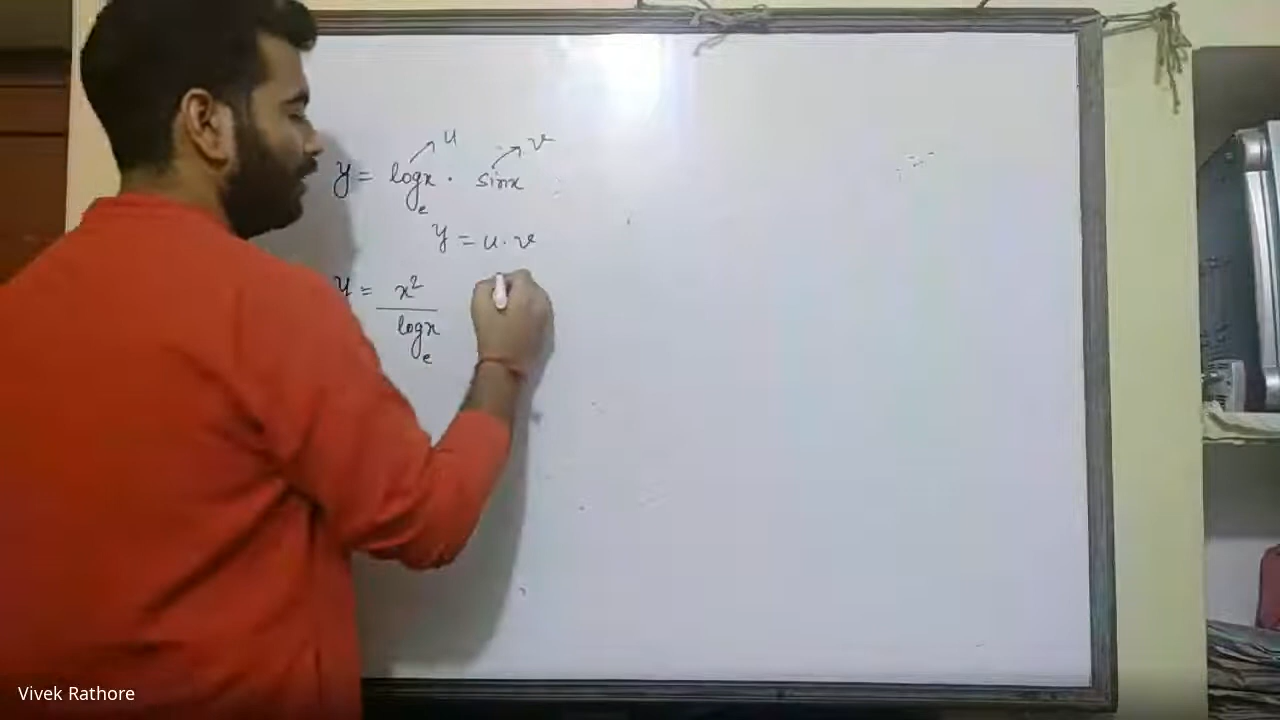 u v
y = logₑx · sinx
y = u · v
y = x² / logₑx
Vivek Rathore